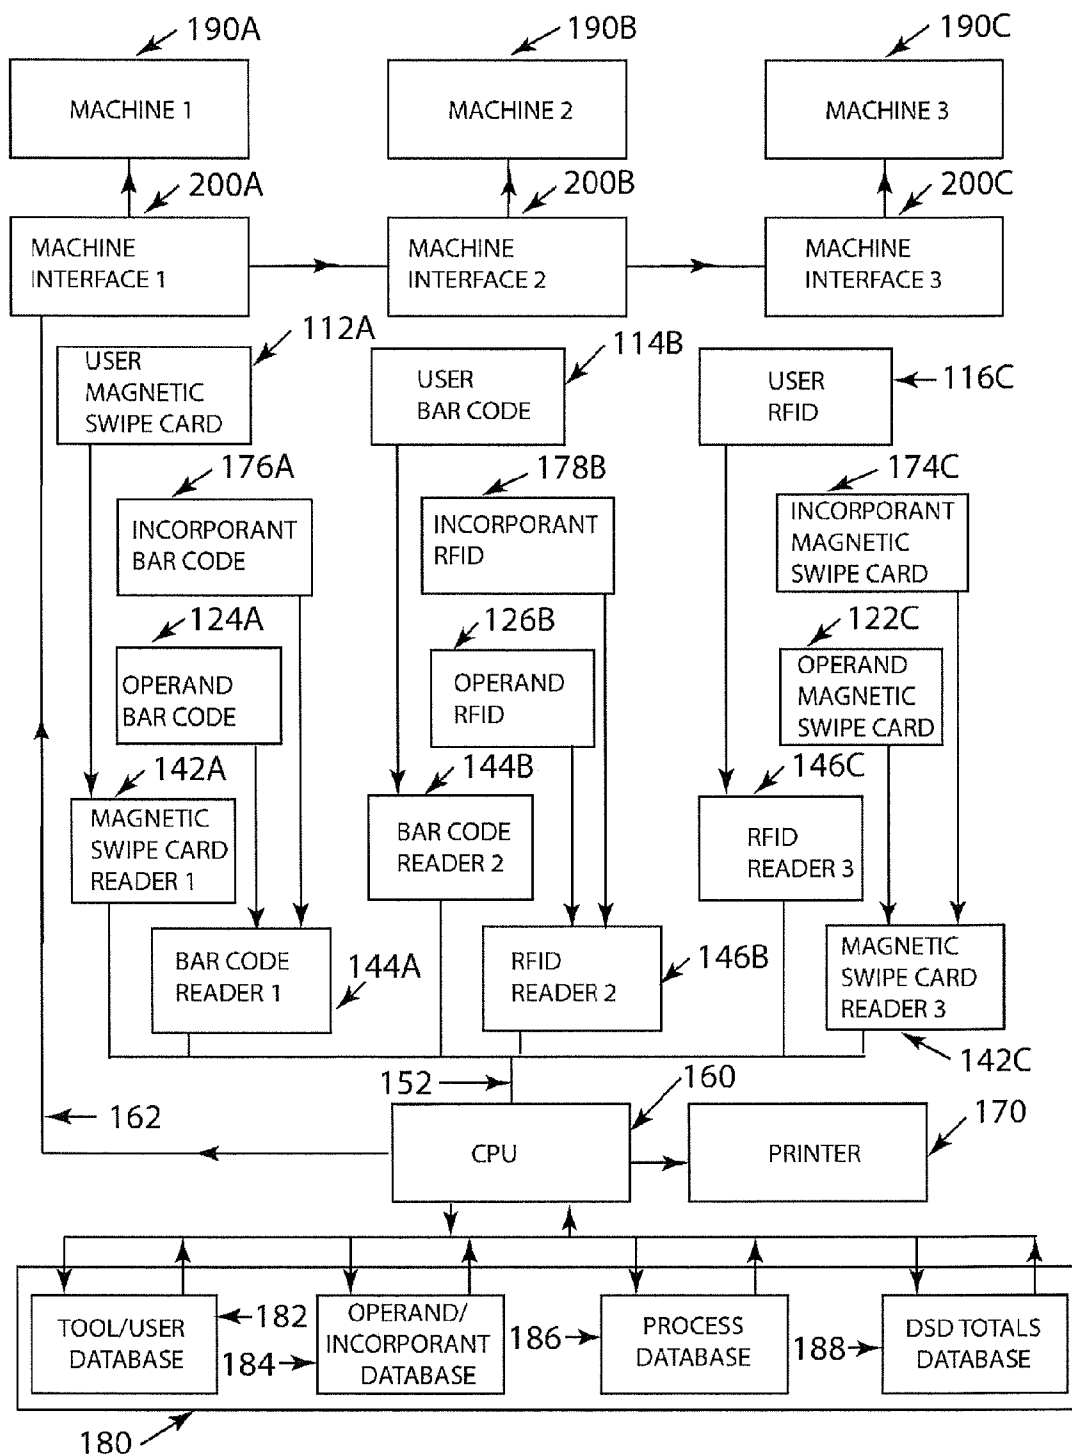 190A
190B
190C
MACHINE 1
MACHINE 2
MACHINE 3
200A
200B
200C
MACHINE
INTERFACE 1
MACHINE
INTERFACE 2
MACHINE
INTERFACE 3
112A
114B
116C
USER
MAGNETIC
SWIPE CARD
USER
BAR CODE
USER
RFID
176A
178B
174C
INCORPORANT
BAR CODE
INCORPORANT
RFID
INCORPORANT
MAGNETIC
SWIPE CARD
124A
126B
122C
OPERAND
BAR CODE
OPERAND
RFID
OPERAND
MAGNETIC
SWIPE CARD
142A
144B
146C
MAGNETIC
SWIPE CARD
READER 1
BAR CODE
READER 2
RFID
READER 3
BAR CODE
READER 1
144A
RFID
READER 2
146B
MAGNETIC
SWIPE CARD
READER 3
142C
152
160
162
170
CPU
PRINTER
TOOL/USER
DATABASE
182
184
OPERAND/
INCORPORANT
DATABASE
186
PROCESS
DATABASE
188
DSD TOTALS
DATABASE
180